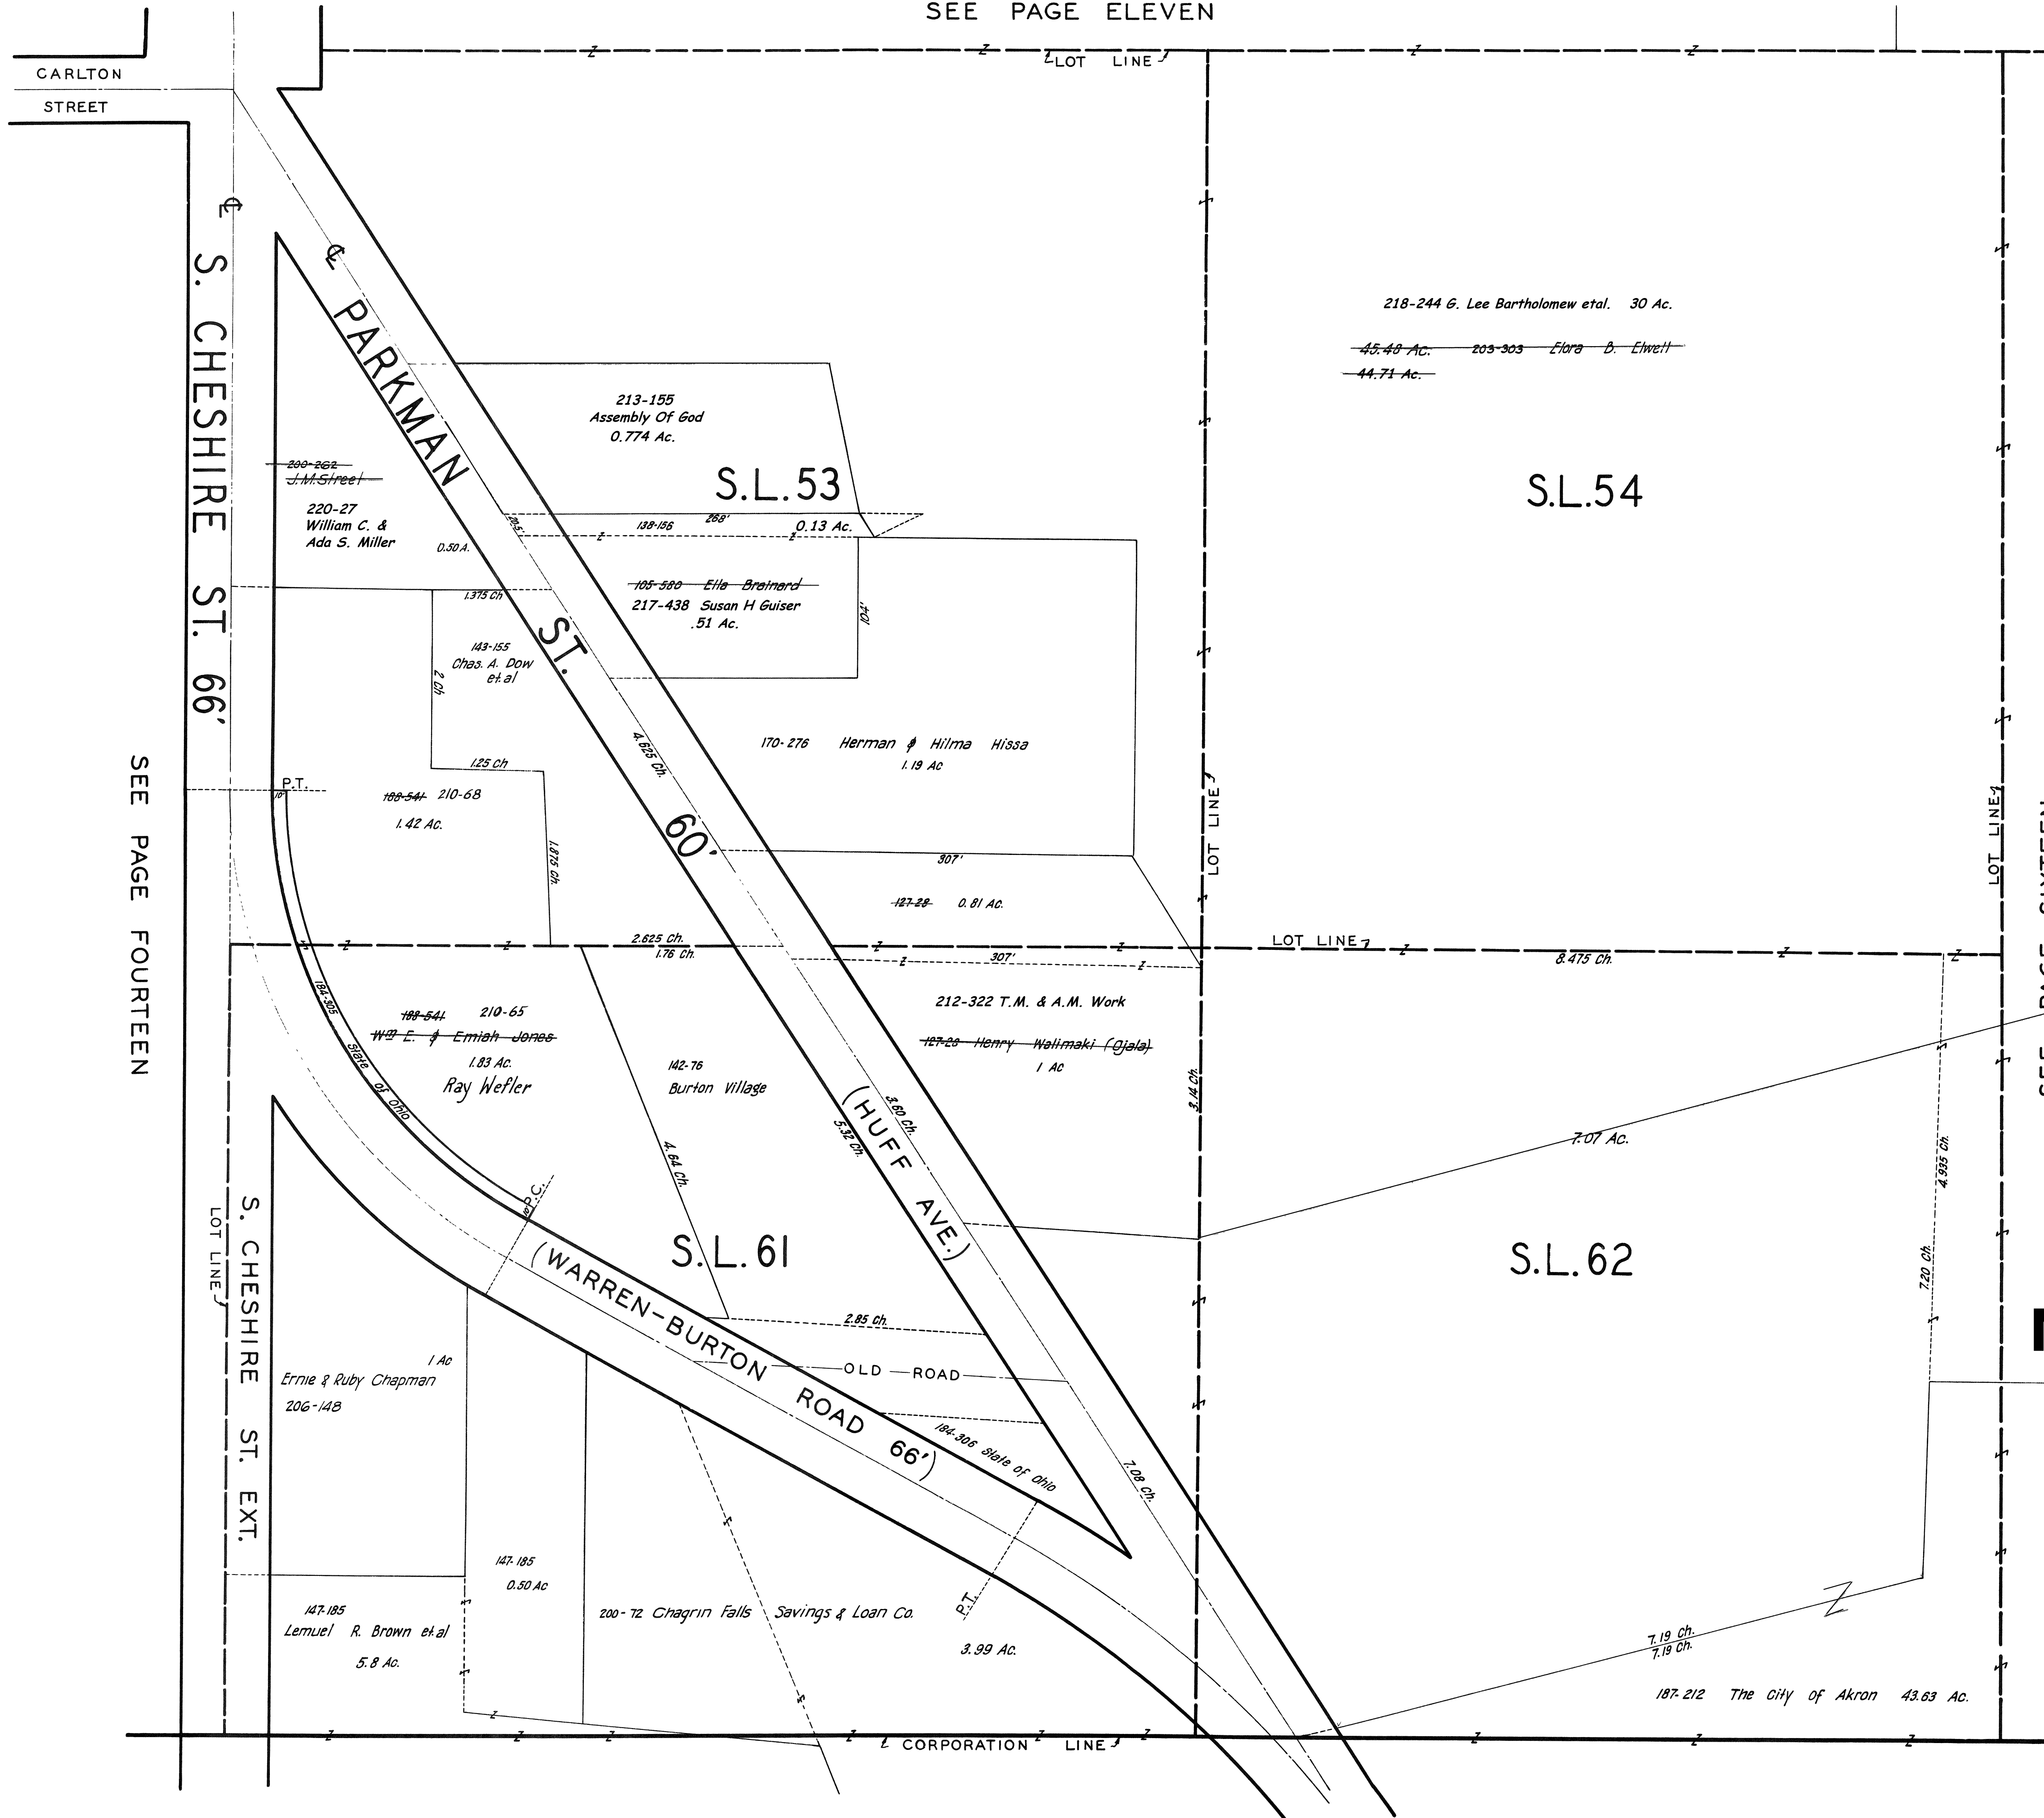 SEE PAGE ELEVEN
LOT LINE
CARLTON
STREET
℄
℄
S. CHESHIRE ST. 66'
PARKMAN ST. 60'
218-244 G. Lee Bartholomew etal. 30 Ac.
45.48 Ac. 203-303 Flora B. Elwell
44.71 Ac.
213-155
Assembly Of God
0.774 Ac.
S.L.53
S.L.54
200-262
J.M.Street
220-27
William C. &
Ada S. Miller
0.50 A.
20.5'
138-156
268'
0.13 Ac.
1.375 Ch
105-580 Ella Brainard
217-438 Susan H Guiser
.51 Ac.
104'
143-155
Chas. A. Dow
et.al
2 Ch
4.625 Ch.
170-276 Herman & Hilma Hissa
1.19 Ac
1.25 Ch
P.T.
10'
188-541 210-68
1.42 Ac.
1.875 Ch.
SEE PAGE FOURTEEN
LOT LINE
LOT LINE
SEE PAGE SIXTEEN
307'
127-28 0.81 Ac.
2.625 Ch.
1.76 Ch.
LOT LINE
307'
8.475 Ch.
184-305
State of Ohio
188-541 210-65
Wm E. & Emiah Jones
1.83 Ac.
Ray Wefler
142-76
Burton Village
212-322 T.M. & A.M. Work
127-28 Henry Walimaki (Ojala)
1 Ac
3.14 Ch.
3.60 Ch.
5.32 Ch.
(HUFF AVE.)
4.64 Ch.
7.07 Ac.
4.935 Ch.
7.20 Ch.
P.C.
10'
LOT LINE
S. CHESHIRE ST. EXT.
S.L.61
S.L.62
(WARREN-BURTON ROAD 66')
2.85 Ch.
OLD ROAD
184-306 State of Ohio
7.08 Ch.
1 Ac
Ernie & Ruby Chapman
206-148
147-185
0.50 Ac
147-185
Lemuel R. Brown et.al
5.8 Ac.
200-72 Chagrin Falls Savings & Loan Co.
3.99 Ac.
P.T.
7.19 Ch.
7.19 Ch.
187-212 The City of Akron 43.63 Ac.
CORPORATION LINE